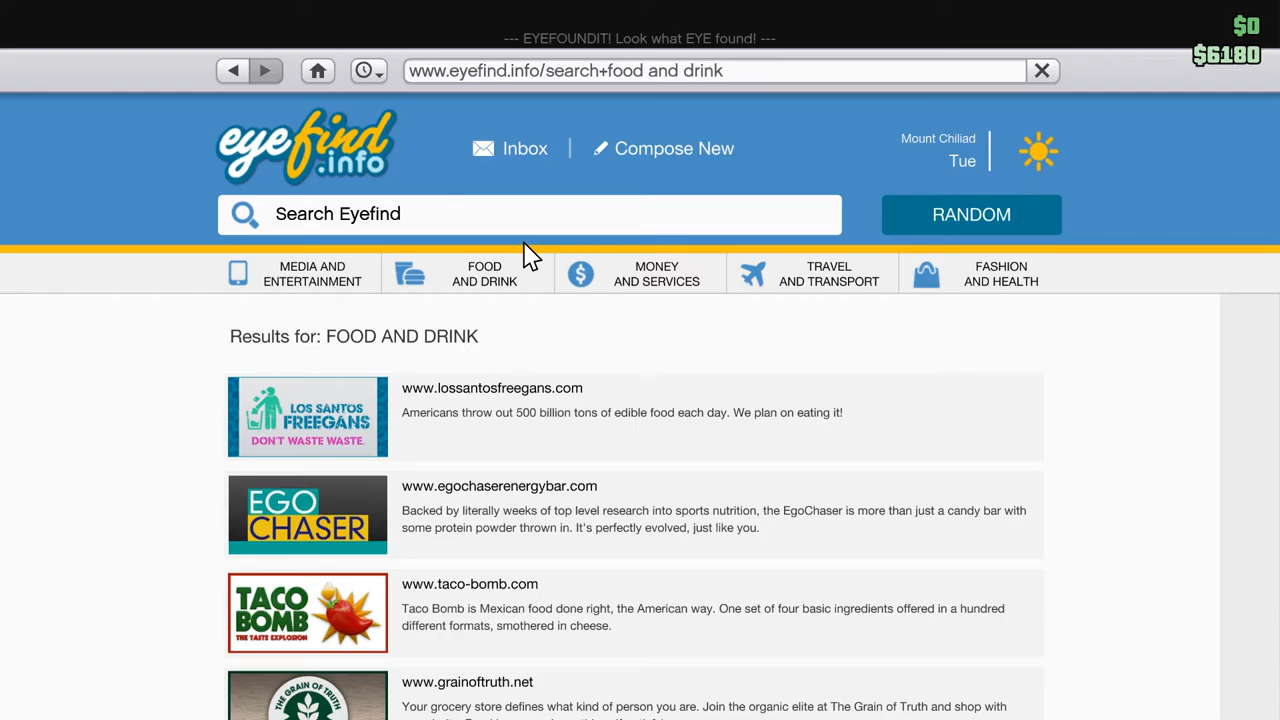 $0
$6180
--- EYEFOUNDIT! Look what EYE found! ---
www.eyefind.info/search+food and drink
eyefind.info
Inbox
Compose New
Mount Chiliad
Tue
Search Eyefind
RANDOM
MEDIA AND
ENTERTAINMENT
FOOD
AND DRINK
MONEY
AND SERVICES
TRAVEL
AND TRANSPORT
FASHION
AND HEALTH
Results for: FOOD AND DRINK
LOS SANTOS
FREEGANS
DON'T WASTE WASTE.
www.lossantosfreegans.com
Americans throw out 500 billion tons of edible food each day. We plan on eating it!
EGO
CHASER
www.egochaserenergybar.com
Backed by literally weeks of top level research into sports nutrition, the EgoChaser is more than just a candy bar with
some protein powder thrown in. It's perfectly evolved, just like you.
TACO
BOMB
THE TASTE EXPLOSION
www.taco-bomb.com
Taco Bomb is Mexican food done right, the American way. One set of four basic ingredients offered in a hundred
different formats, smothered in cheese.
THE GRAIN OF TRUTH
www.grainoftruth.net
Your grocery store defines what kind of person you are. Join the organic elite at The Grain of Truth and shop with